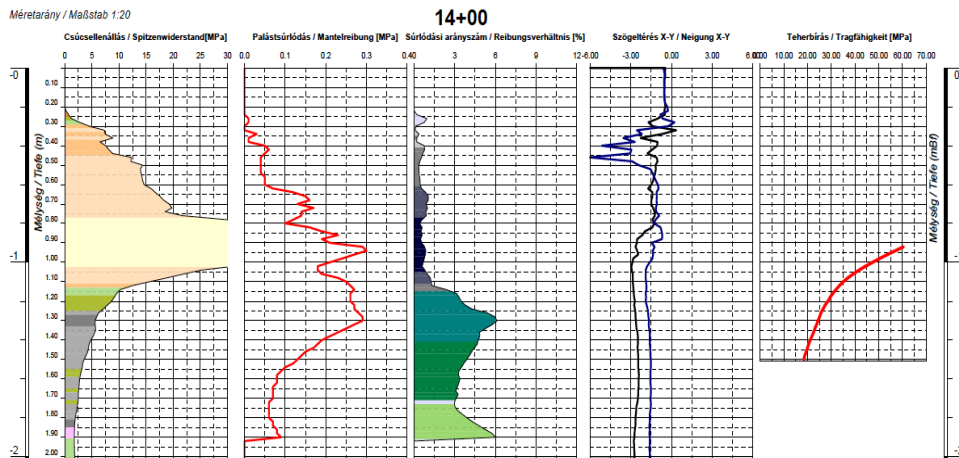 Méretarány / Maßstab 1:20
14+00
Csúcsellenállás / Spitzenwiderstand[MPa]
Palástsúrlódás / Mantelreibung [MPa]
Súrlódási arányszám / Reibungsverhältnis [%]
Szögeltérés X-Y / Neigung X-Y
Teherbírás / Tragfähigkeit [MPa]
0 5 10 15 20 25 30
0.0 0.1 0.2 0.3 0.4
0 3 6 9 12
-6.00 -3.00 0.00 3.00 6.00
0.00 10.00 20.00 30.00 40.00 50.00 60.00 70.00
Mélység / Tiefe (m)
-0
-1
-2
0.10
0.20
0.30
0.40
0.50
0.60
0.70
0.80
0.90
1.00
1.10
1.20
1.30
1.40
1.50
1.60
1.70
1.80
1.90
2.00
Mélység / Tiefe (mBf)